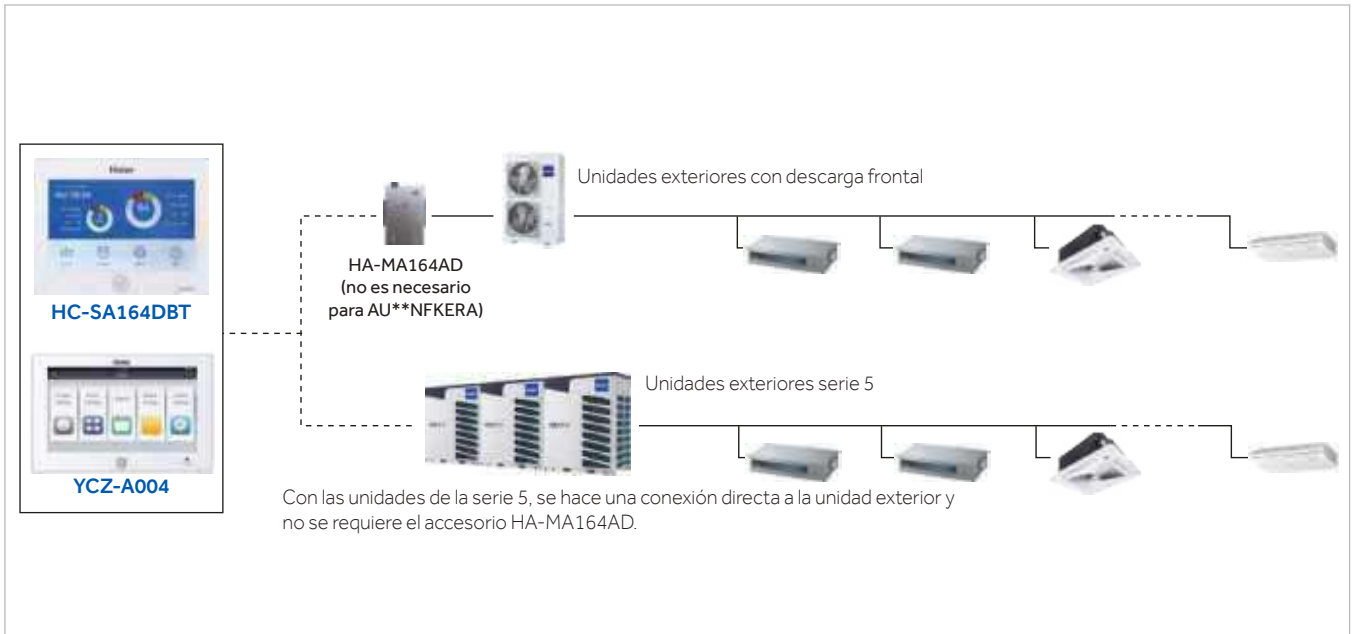 Haier
HC-SA164DBT
YCZ-A004
HA-MA164AD
(no es necesario
para AU**NFKERA)
Unidades exteriores con descarga frontal
Unidades exteriores serie 5
Con las unidades de la serie 5, se hace una conexión directa a la unidad exterior y
no se requiere el accesorio HA-MA164AD.